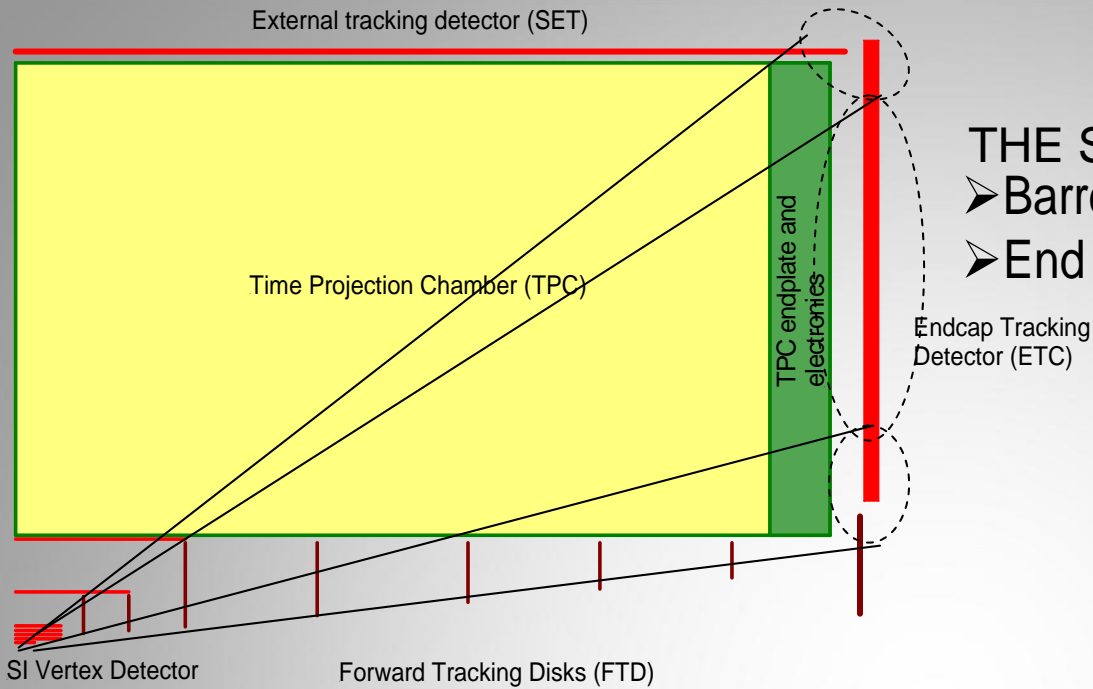 External tracking detector (SET)
THE S
➢Barre
➢End
Time Projection Chamber (TPC)
TPC endplate and
electronics
Endcap Tracking
Detector (ETC)
SI Vertex Detector
Forward Tracking Disks (FTD)